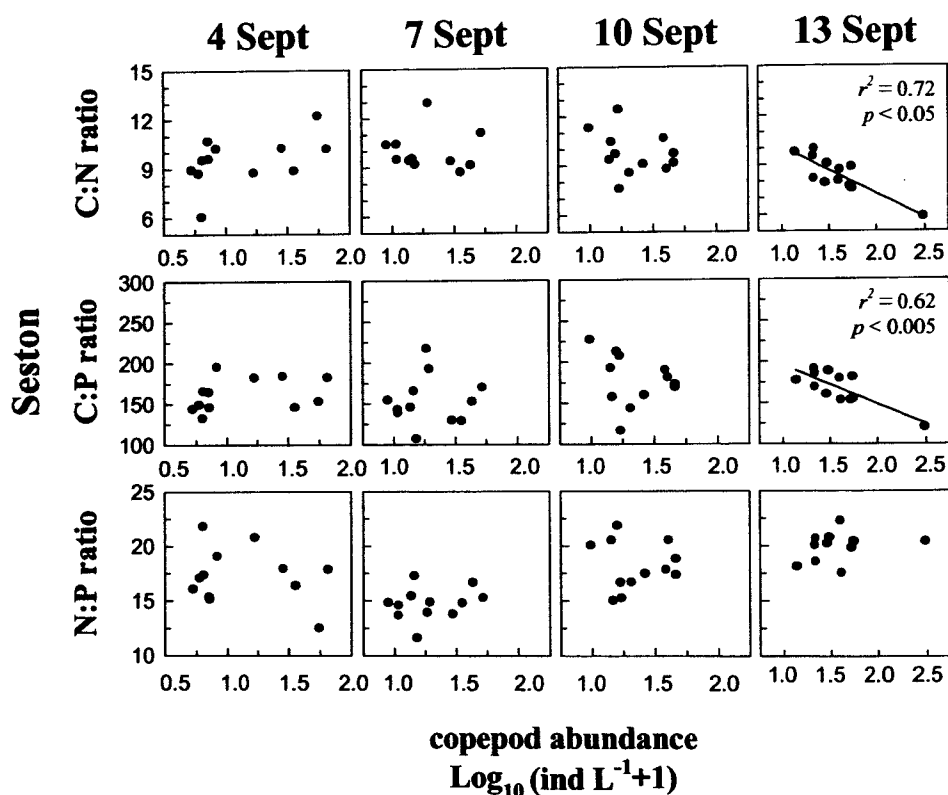 4 Sept 7 Sept 10 Sept 13 Sept
C:N ratio
15
12
9
6
r² = 0.72
p < 0.05
0.5 1.0 1.5 2.0 1.0 1.5 2.0 1.0 1.5 2.0 1.0 1.5 2.0 2.5
Seston
C:P ratio
300
250
200
150
100
r² = 0.62
p < 0.005
0.5 1.0 1.5 2.0 1.0 1.5 2.0 1.0 1.5 2.0 1.0 1.5 2.0 2.5
N:P ratio
25
20
15
10
0.5 1.0 1.5 2.0 1.0 1.5 2.0 1.0 1.5 2.0 1.0 1.5 2.0 2.5
copepod abundance
Log₁₀ (ind L⁻¹+1)